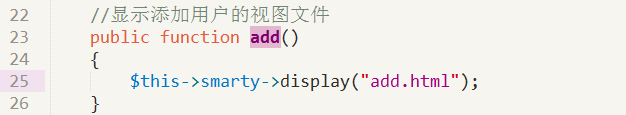 22 //显示添加用户的视图文件
23 public function add()
24 {
25 $this->smarty->display("add.html");
26 }